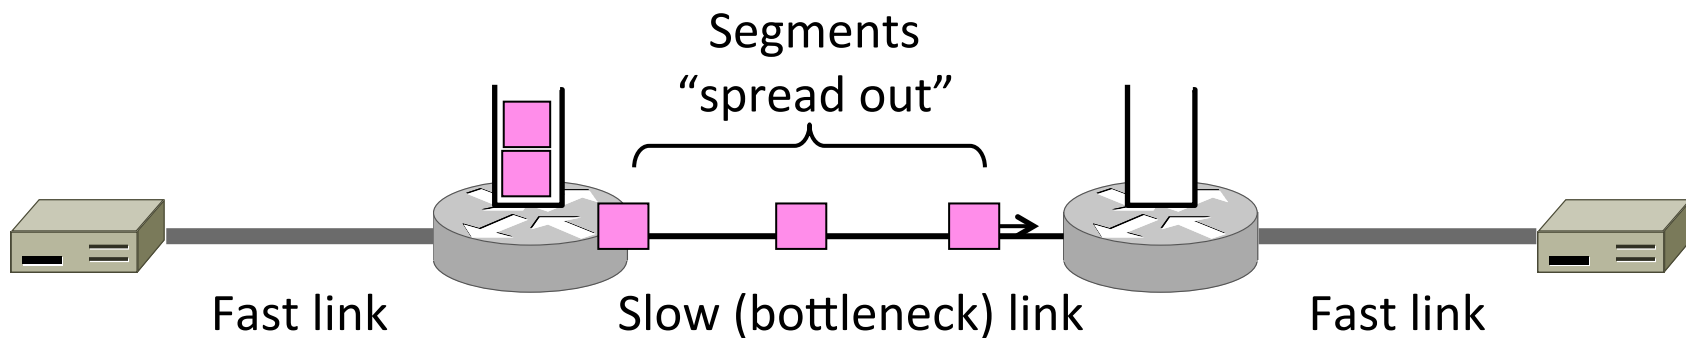 Segments
“spread out”
Fast link
Slow (bottleneck) link
Fast link